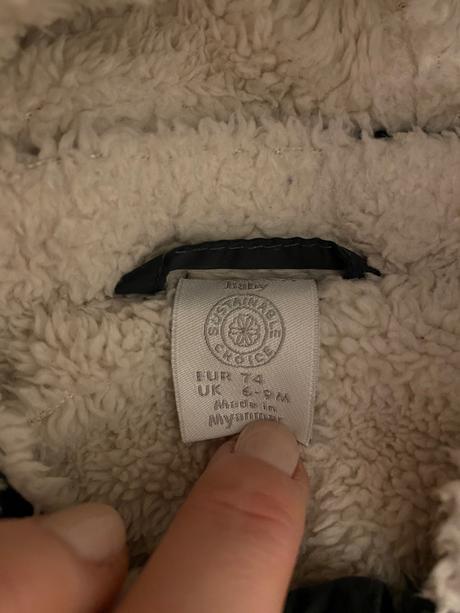 Baby
SUSTAINABLE
CHOICE
EUR 74
UK 6-9M
Made in
Myanmar